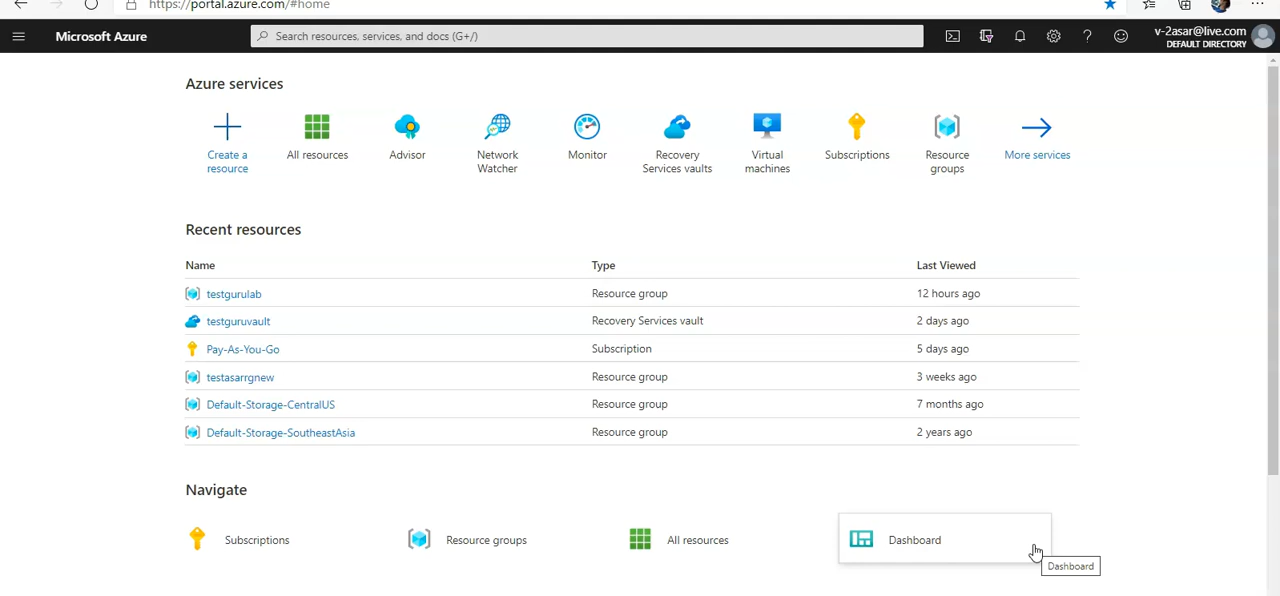 https://portal.azure.com/#home
Microsoft Azure
Search resources, services, and docs (G+/)
v-2asar@live.com
DEFAULT DIRECTORY
Azure services
Create a resource
All resources
Advisor
Network Watcher
Monitor
Recovery Services vaults
Virtual machines
Subscriptions
Resource groups
More services
Recent resources
Name Type Last Viewed
testgurulab Resource group 12 hours ago
testguruvault Recovery Services vault 2 days ago
Pay-As-You-Go Subscription 5 days ago
testasarrgnew Resource group 3 weeks ago
Default-Storage-CentralUS Resource group 7 months ago
Default-Storage-SoutheastAsia Resource group 2 years ago
Navigate
Subscriptions
Resource groups
All resources
Dashboard
Dashboard